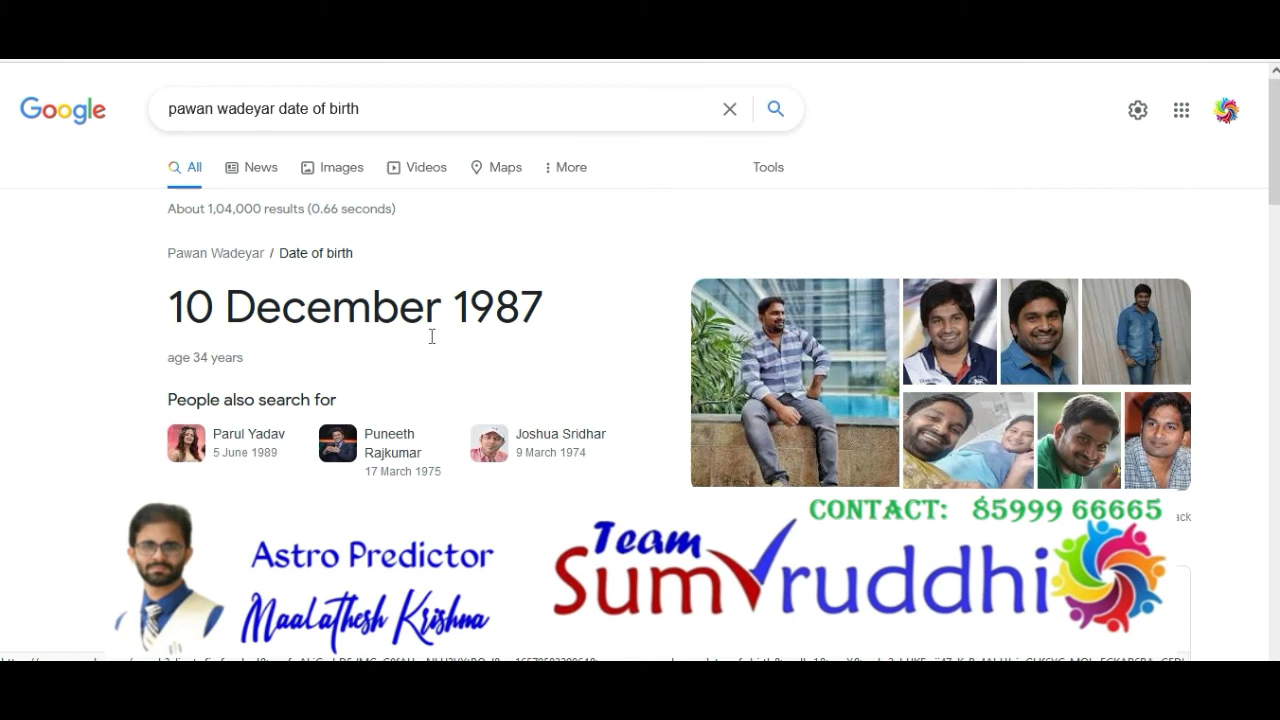 Google
pawan wadeyar date of birth
All News Images Videos Maps More Tools
About 1,04,000 results (0.66 seconds)
Pawan Wadeyar / Date of birth
10 December 1987
age 34 years
People also search for
Parul Yadav
5 June 1989
Puneeth
Rajkumar
17 March 1975
Joshua Sridhar
9 March 1974
CONTACT: 85999 66665
Astro Predictor
Maalathesh Krishna
Team
Sumvruddhi